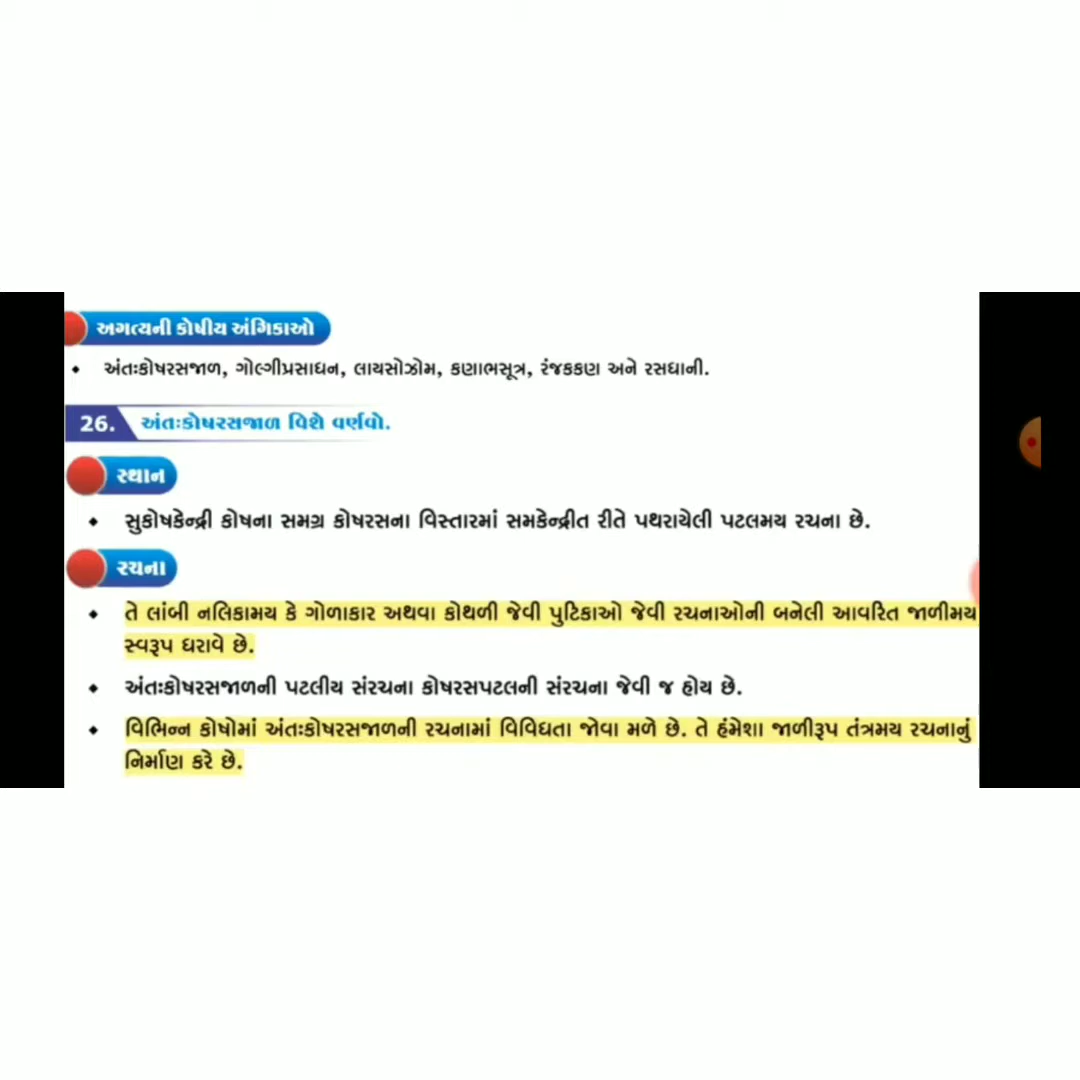 અગત્યની કોષીય અંગિકાઓ
• અંતઃકોષરસજાળ, ગોલ્ગીપ્રસાધન, લાયસોઝોમ, કણાભસૂત્ર, રંજકકણ અને રસધાની.
26. અંતઃકોષરસજાળ વિશે વર્ણવો.
સ્થાન
♦ સુકોષકેન્દ્રી કોષના સમગ્ર કોષરસના વિસ્તારમાં સમકેન્દ્રીત રીતે પથરાયેલી પટલમય રચના છે.
રચના
♦ તે લાંબી નલિકામય કે ગોળાકાર અથવા કોથળી જેવી પુટિકાઓ જેવી રચનાઓની બનેલી આવરિત જાળીમય
સ્વરૂપ ધરાવે છે.
♦ અંતઃકોષરસજાળની પટલીય સંરચના કોષરસપટલની સંરચના જેવી જ હોય છે.
♦ વિભિન્ન કોષોમાં અંતઃકોષરસજાળની રચનામાં વિવિધતા જોવા મળે છે. તે હંમેશા જાળીરૂપ તંત્રમય રચનાનું
નિર્માણ કરે છે.